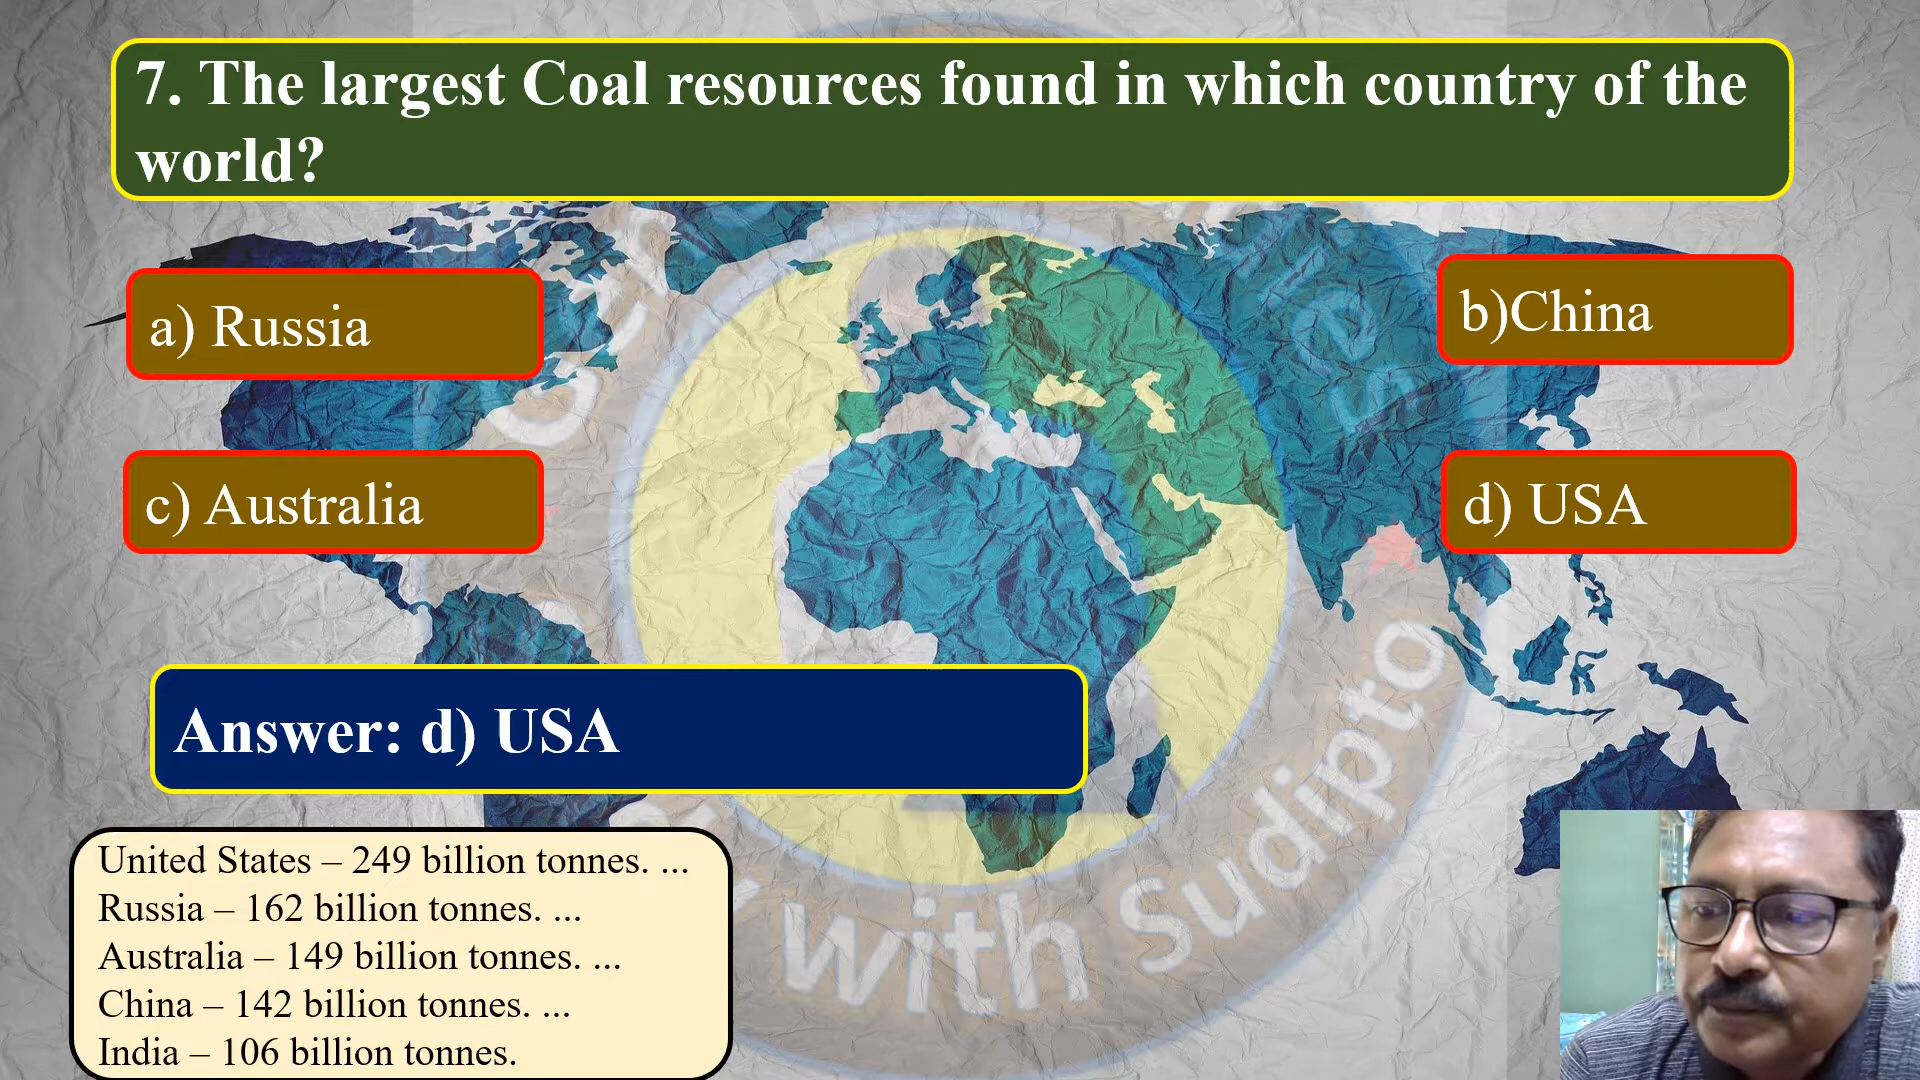 7. The largest Coal resources found in which country of the
world?
a) Russia
b)China
c) Australia
d) USA
Answer: d) USA
United States – 249 billion tonnes. ...
Russia – 162 billion tonnes. ...
Australia – 149 billion tonnes. ...
China – 142 billion tonnes. ...
India – 106 billion tonnes.
with Sudipto